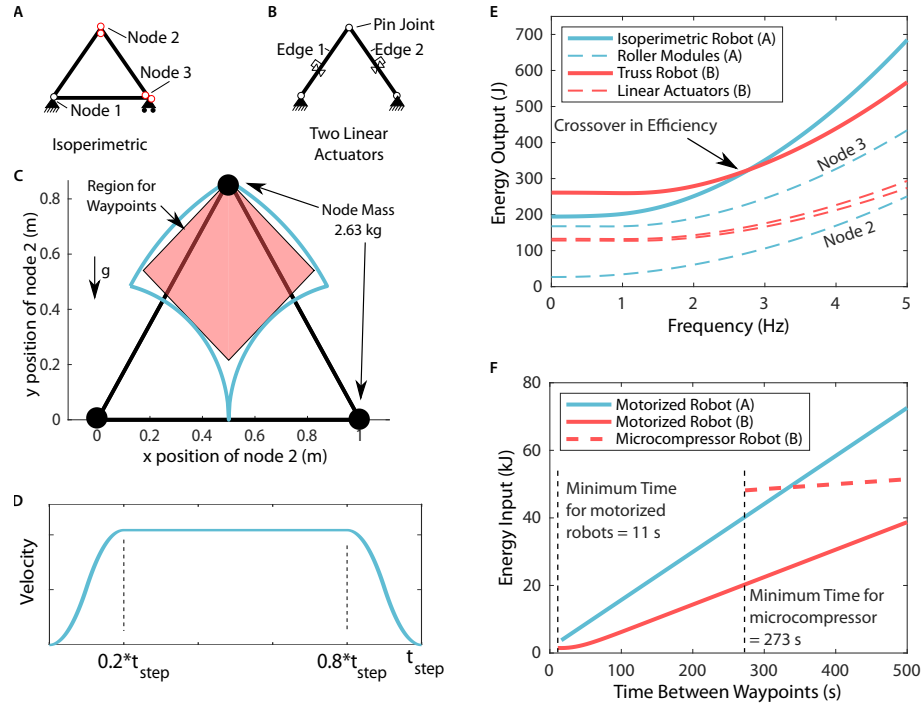 A
Node 2
Node 3
Node 1
Isoperimetric
B
Pin Joint
Edge 1
Edge 2
Two Linear
Actuators
C
y position of node 2 (m)
0.8
0.6
0.4
0.2
0
g
Region for
Waypoints
Node Mass
2.63 kg
0
0.2
0.4
0.6
0.8
1
x position of node 2 (m)
D
Velocity
0.2*t step
0.8*t step
t step
E
Energy Output (J)
700
600
500
400
300
200
100
0
Isoperimetric Robot (A)
Roller Modules (A)
Truss Robot (B)
Linear Actuators (B)
Crossover in Efficiency
Node 3
Node 2
0
1
2
3
4
5
Frequency (Hz)
F
Energy Input (kJ)
80
60
40
20
0
Motorized Robot (A)
Motorized Robot (B)
Microcompressor Robot (B)
Minimum Time
for motorized
robots = 11 s
Minimum Time for
microcompressor
= 273 s
0
100
200
300
400
500
Time Between Waypoints (s)